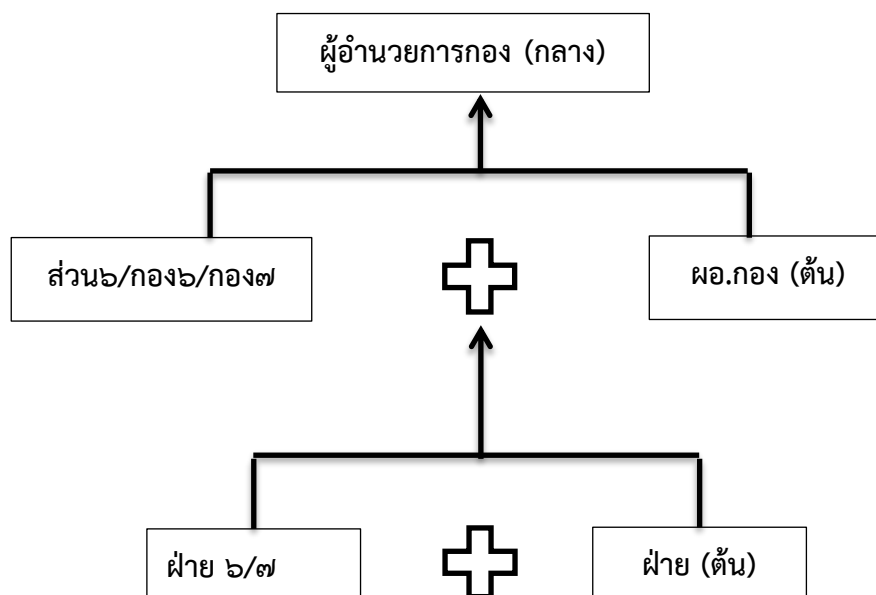 ผู้อำนวยการกอง (กลาง)
ส่วน๖/กอง๖/กอง๗
ผอ.กอง (ต้น)
ฝ่าย ๖/๗
ฝ่าย (ต้น)